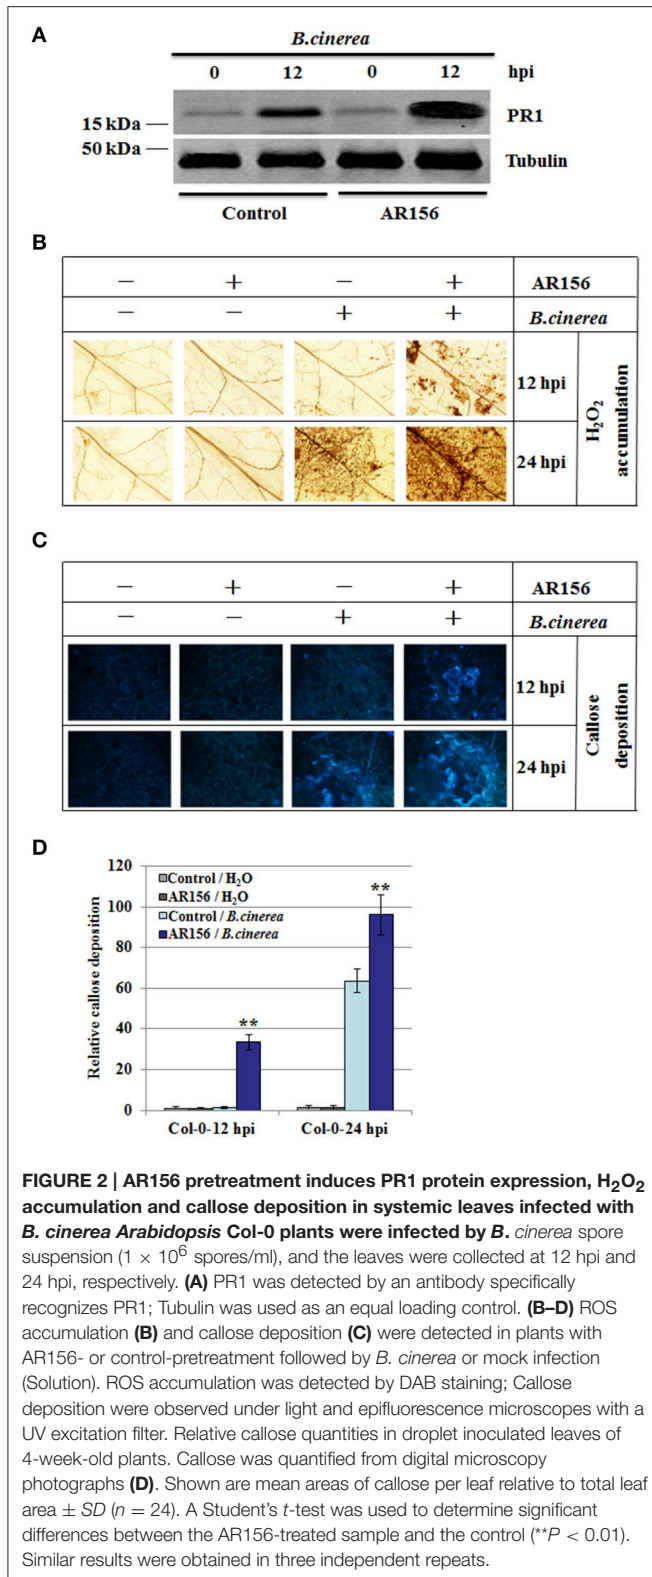 A
B.cinerea
0 12 0 12 hpi
PR1
15 kDa
50 kDa
Tubulin
Control AR156
B
− + − + AR156
− − + + B.cinerea
12 hpi
24 hpi
H₂O₂ accumulation
C
− + − + AR156
− − + + B.cinerea
12 hpi
24 hpi
Callose deposition
D
Relative callose deposition
120
100
80
60
40
20
0
Control / H₂O
AR156 / H₂O
Control / B.cinerea
AR156 / B.cinerea
**
**
Col-0-12 hpi Col-0-24 hpi
FIGURE 2 | AR156 pretreatment induces PR1 protein expression, H₂O₂
accumulation and callose deposition in systemic leaves infected with
B. cinerea Arabidopsis Col-0 plants were infected by B. cinerea spore
suspension (1 × 10⁶ spores/ml), and the leaves were collected at 12 hpi and
24 hpi, respectively. (A) PR1 was detected by an antibody specifically
recognizes PR1; Tubulin was used as an equal loading control. (B–D) ROS
accumulation (B) and callose deposition (C) were detected in plants with
AR156- or control-pretreatment followed by B. cinerea or mock infection
(Solution). ROS accumulation was detected by DAB staining; Callose
deposition were observed under light and epifluorescence microscopes with a
UV excitation filter. Relative callose quantities in droplet inoculated leaves of
4-week-old plants. Callose was quantified from digital microscopy
photographs (D). Shown are mean areas of callose per leaf relative to total leaf
area ± SD (n = 24). A Student's t-test was used to determine significant
differences between the AR156-treated sample and the control (**P < 0.01).
Similar results were obtained in three independent repeats.